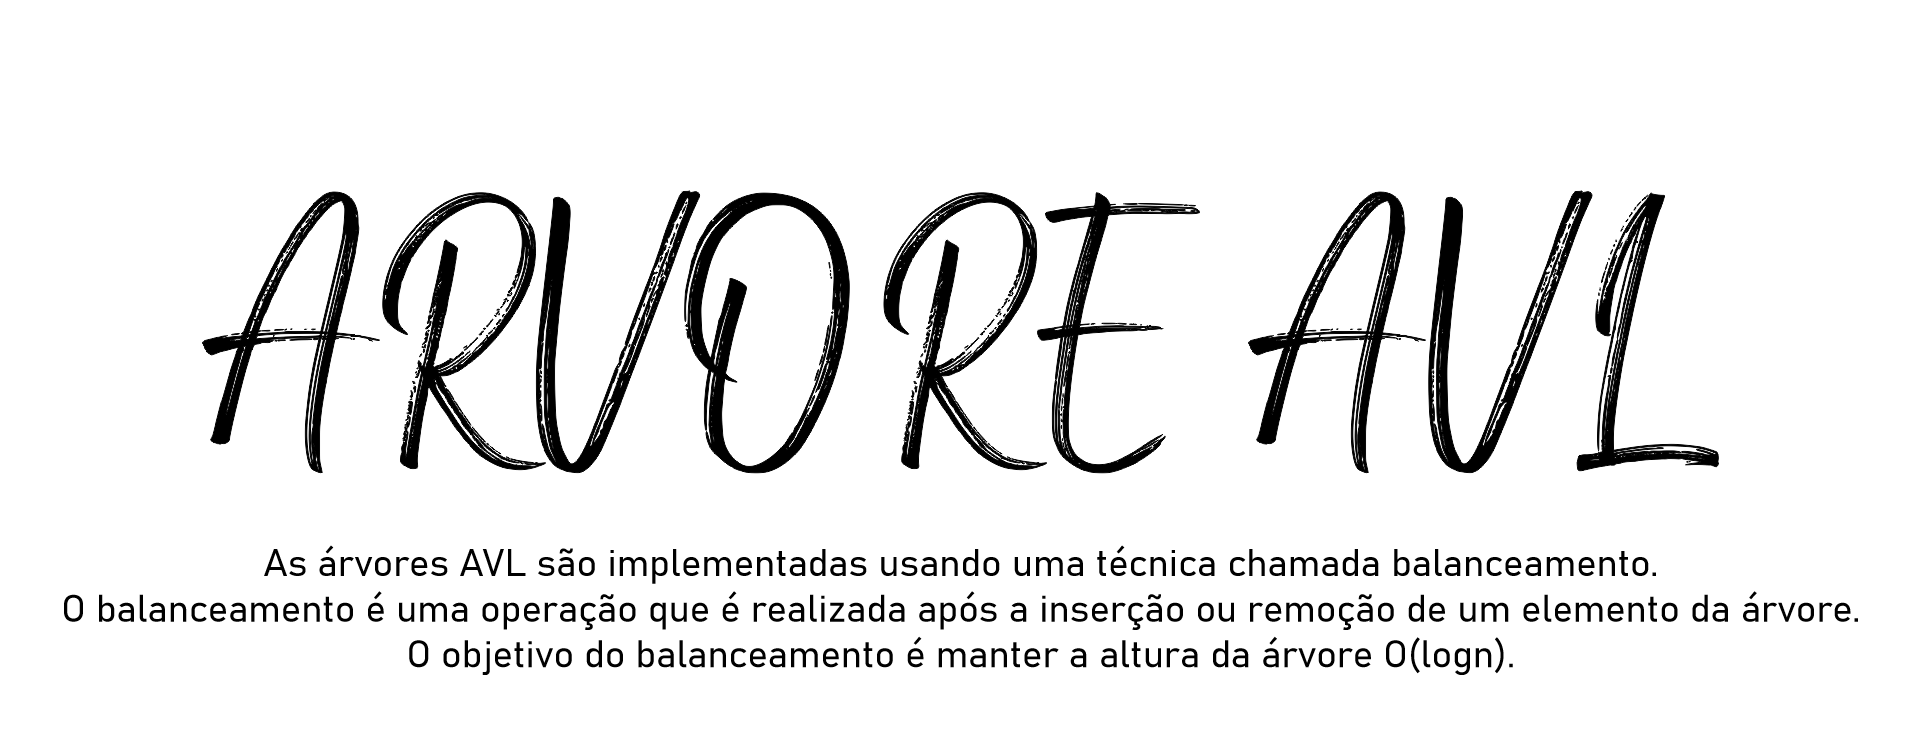 ARVORE AVL
As árvores AVL são implementadas usando uma técnica chamada balanceamento.
O balanceamento é uma operação que é realizada após a inserção ou remoção de um elemento da árvore.
O objetivo do balanceamento é manter a altura da árvore O(logn).